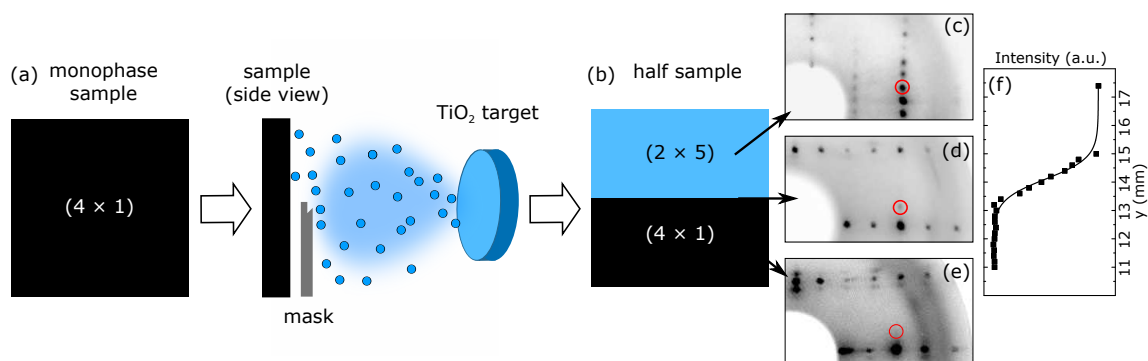 (a)
monophase
sample
(4 × 1)
sample
(side view)
mask
TiO2 target
(b)
half sample
(2 × 5)
(4 × 1)
(c)
(d)
(e)
Intensity (a.u.)
(f)
17
16
15
14
13
12
11
y (mm)